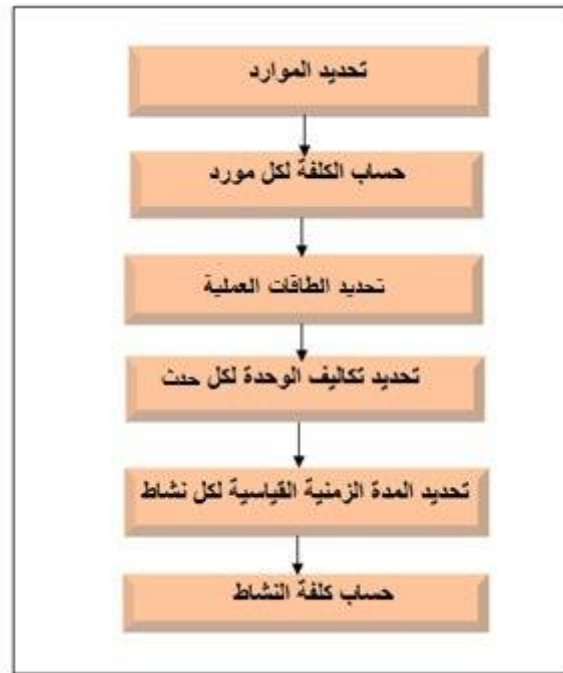 تحديد الموارد
حساب الكلفة لكل مورد
تحديد الطاقات العملية
تحديد تكاليف الوحدة لكل حدث
تحديد المدة الزمنية القياسية لكل نشاط
حساب كلفة النشاط